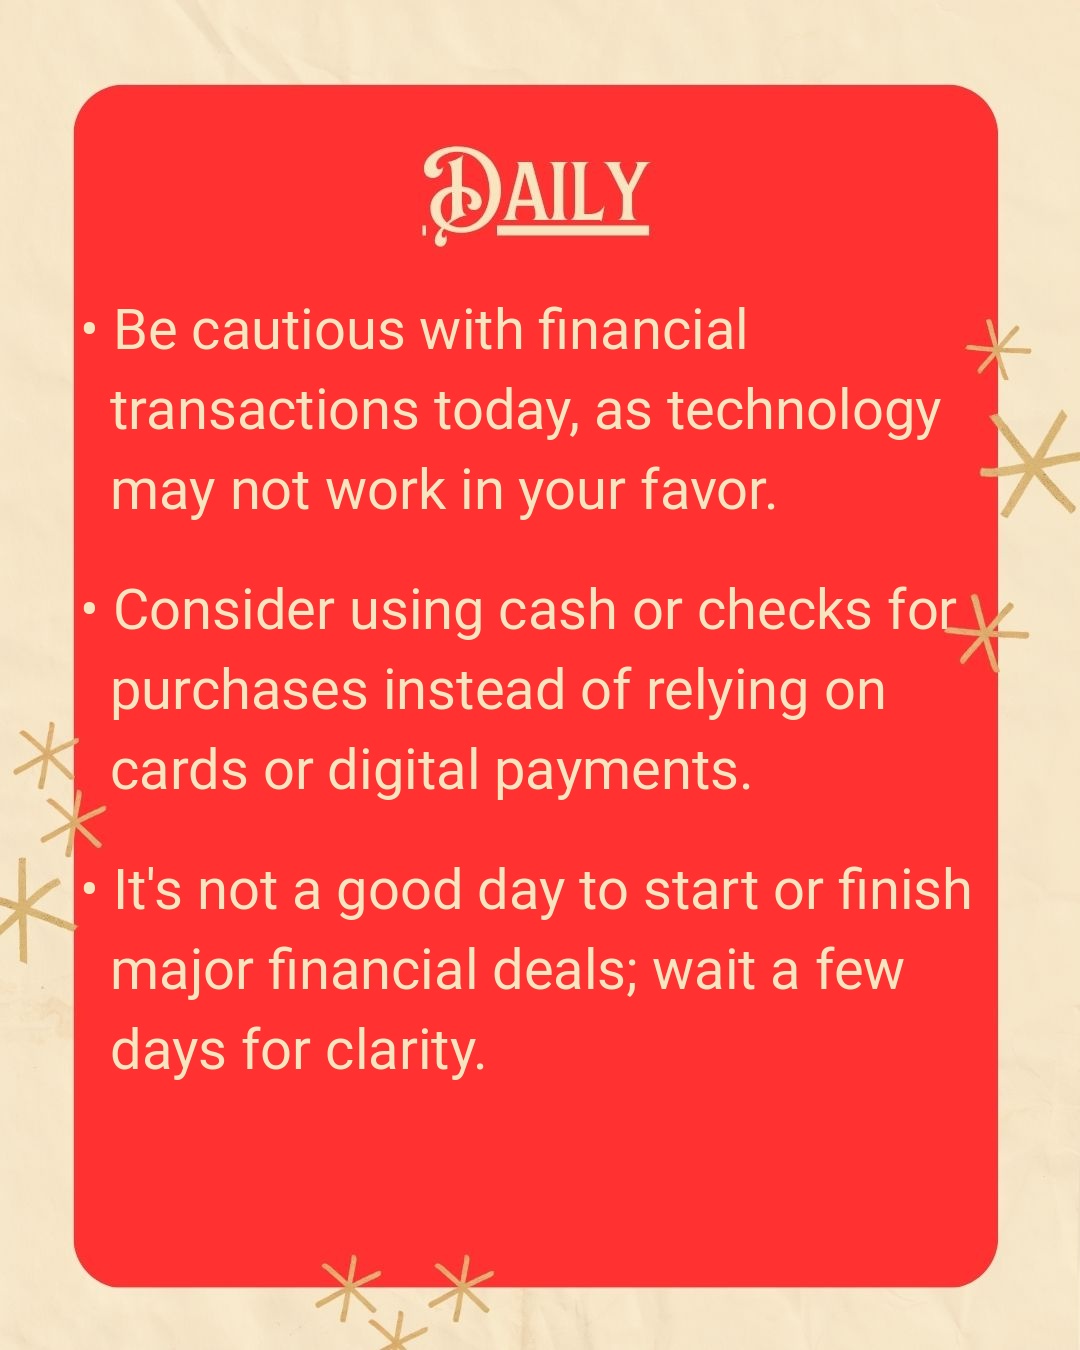 Daily
• Be cautious with financial
transactions today, as technology
may not work in your favor.
• Consider using cash or checks for
purchases instead of relying on
cards or digital payments.
• It's not a good day to start or finish
major financial deals; wait a few
days for clarity.